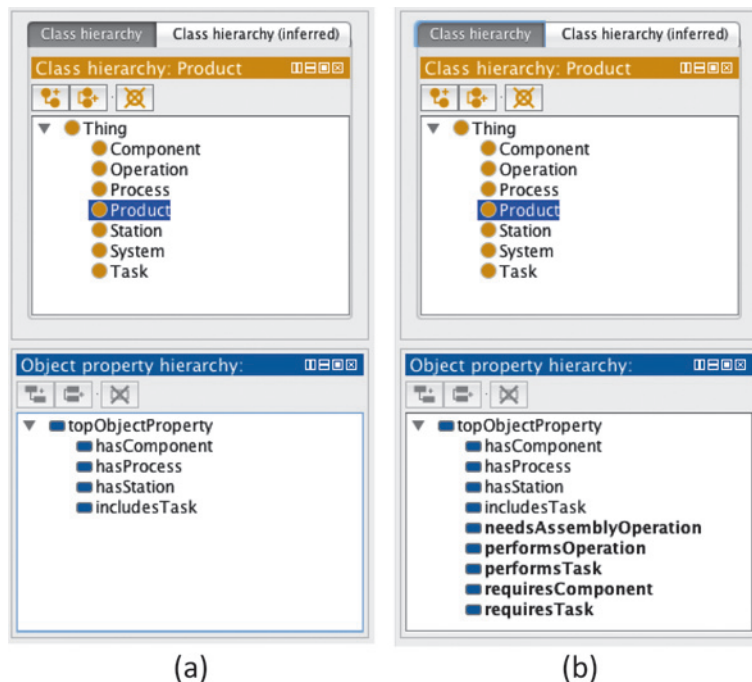 Class hierarchy Class hierarchy (inferred)
Class hierarchy: Product
Thing
Component
Operation
Process
Product
Station
System
Task
Object property hierarchy:
topObjectProperty
hasComponent
hasProcess
hasStation
includesTask
(a)
Class hierarchy Class hierarchy (inferred)
Class hierarchy: Product
Thing
Component
Operation
Process
Product
Station
System
Task
Object property hierarchy:
topObjectProperty
hasComponent
hasProcess
hasStation
includesTask
needsAssemblyOperation
performsOperation
performsTask
requiresComponent
requiresTask
(b)